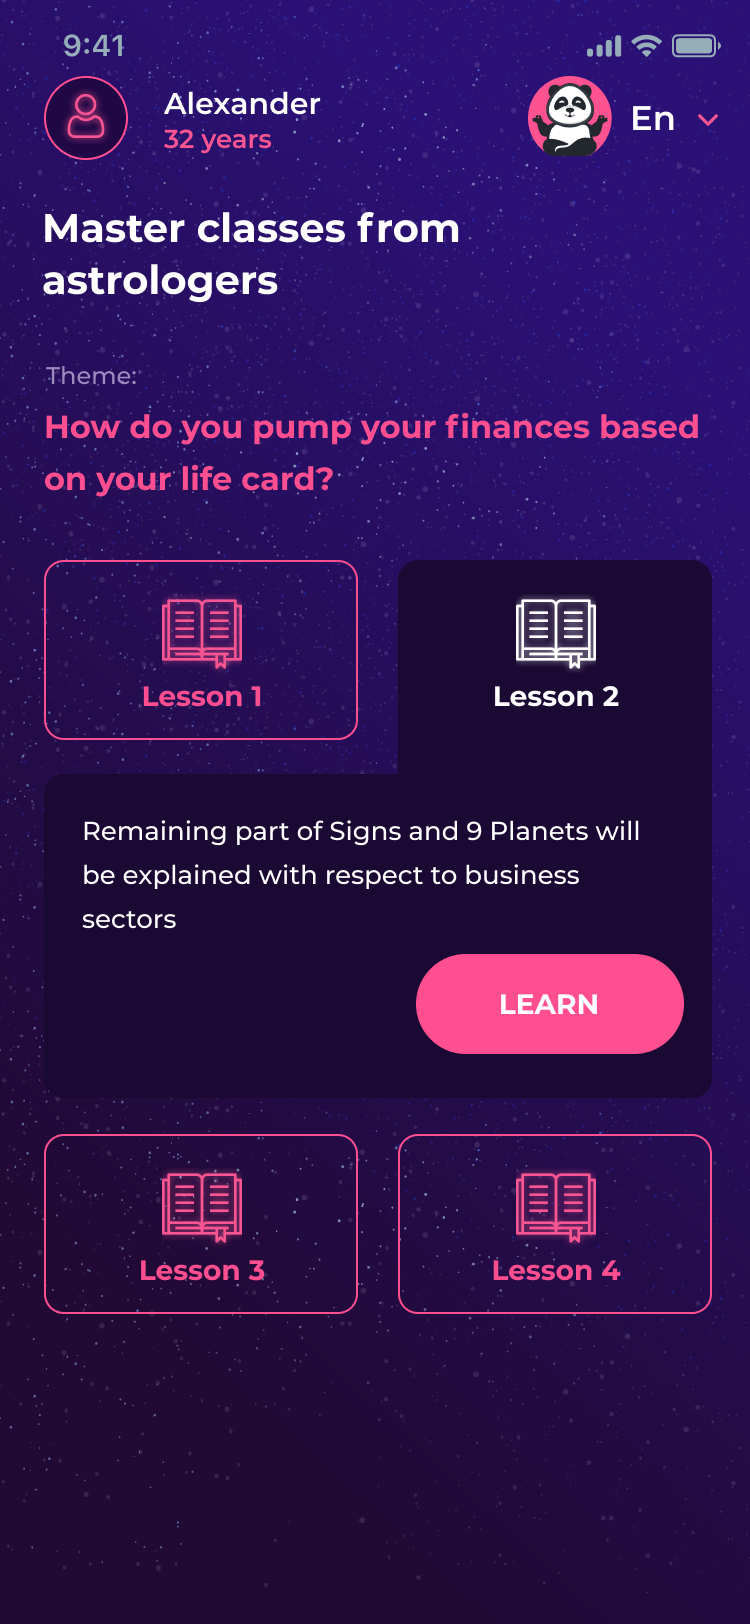 9:41
Alexander
32 years
En
Master classes from
astrologers
Theme:
How do you pump your finances based
on your life card?
Lesson 1
Lesson 2
Remaining part of Signs and 9 Planets will
be explained with respect to business
sectors
LEARN
Lesson 3
Lesson 4